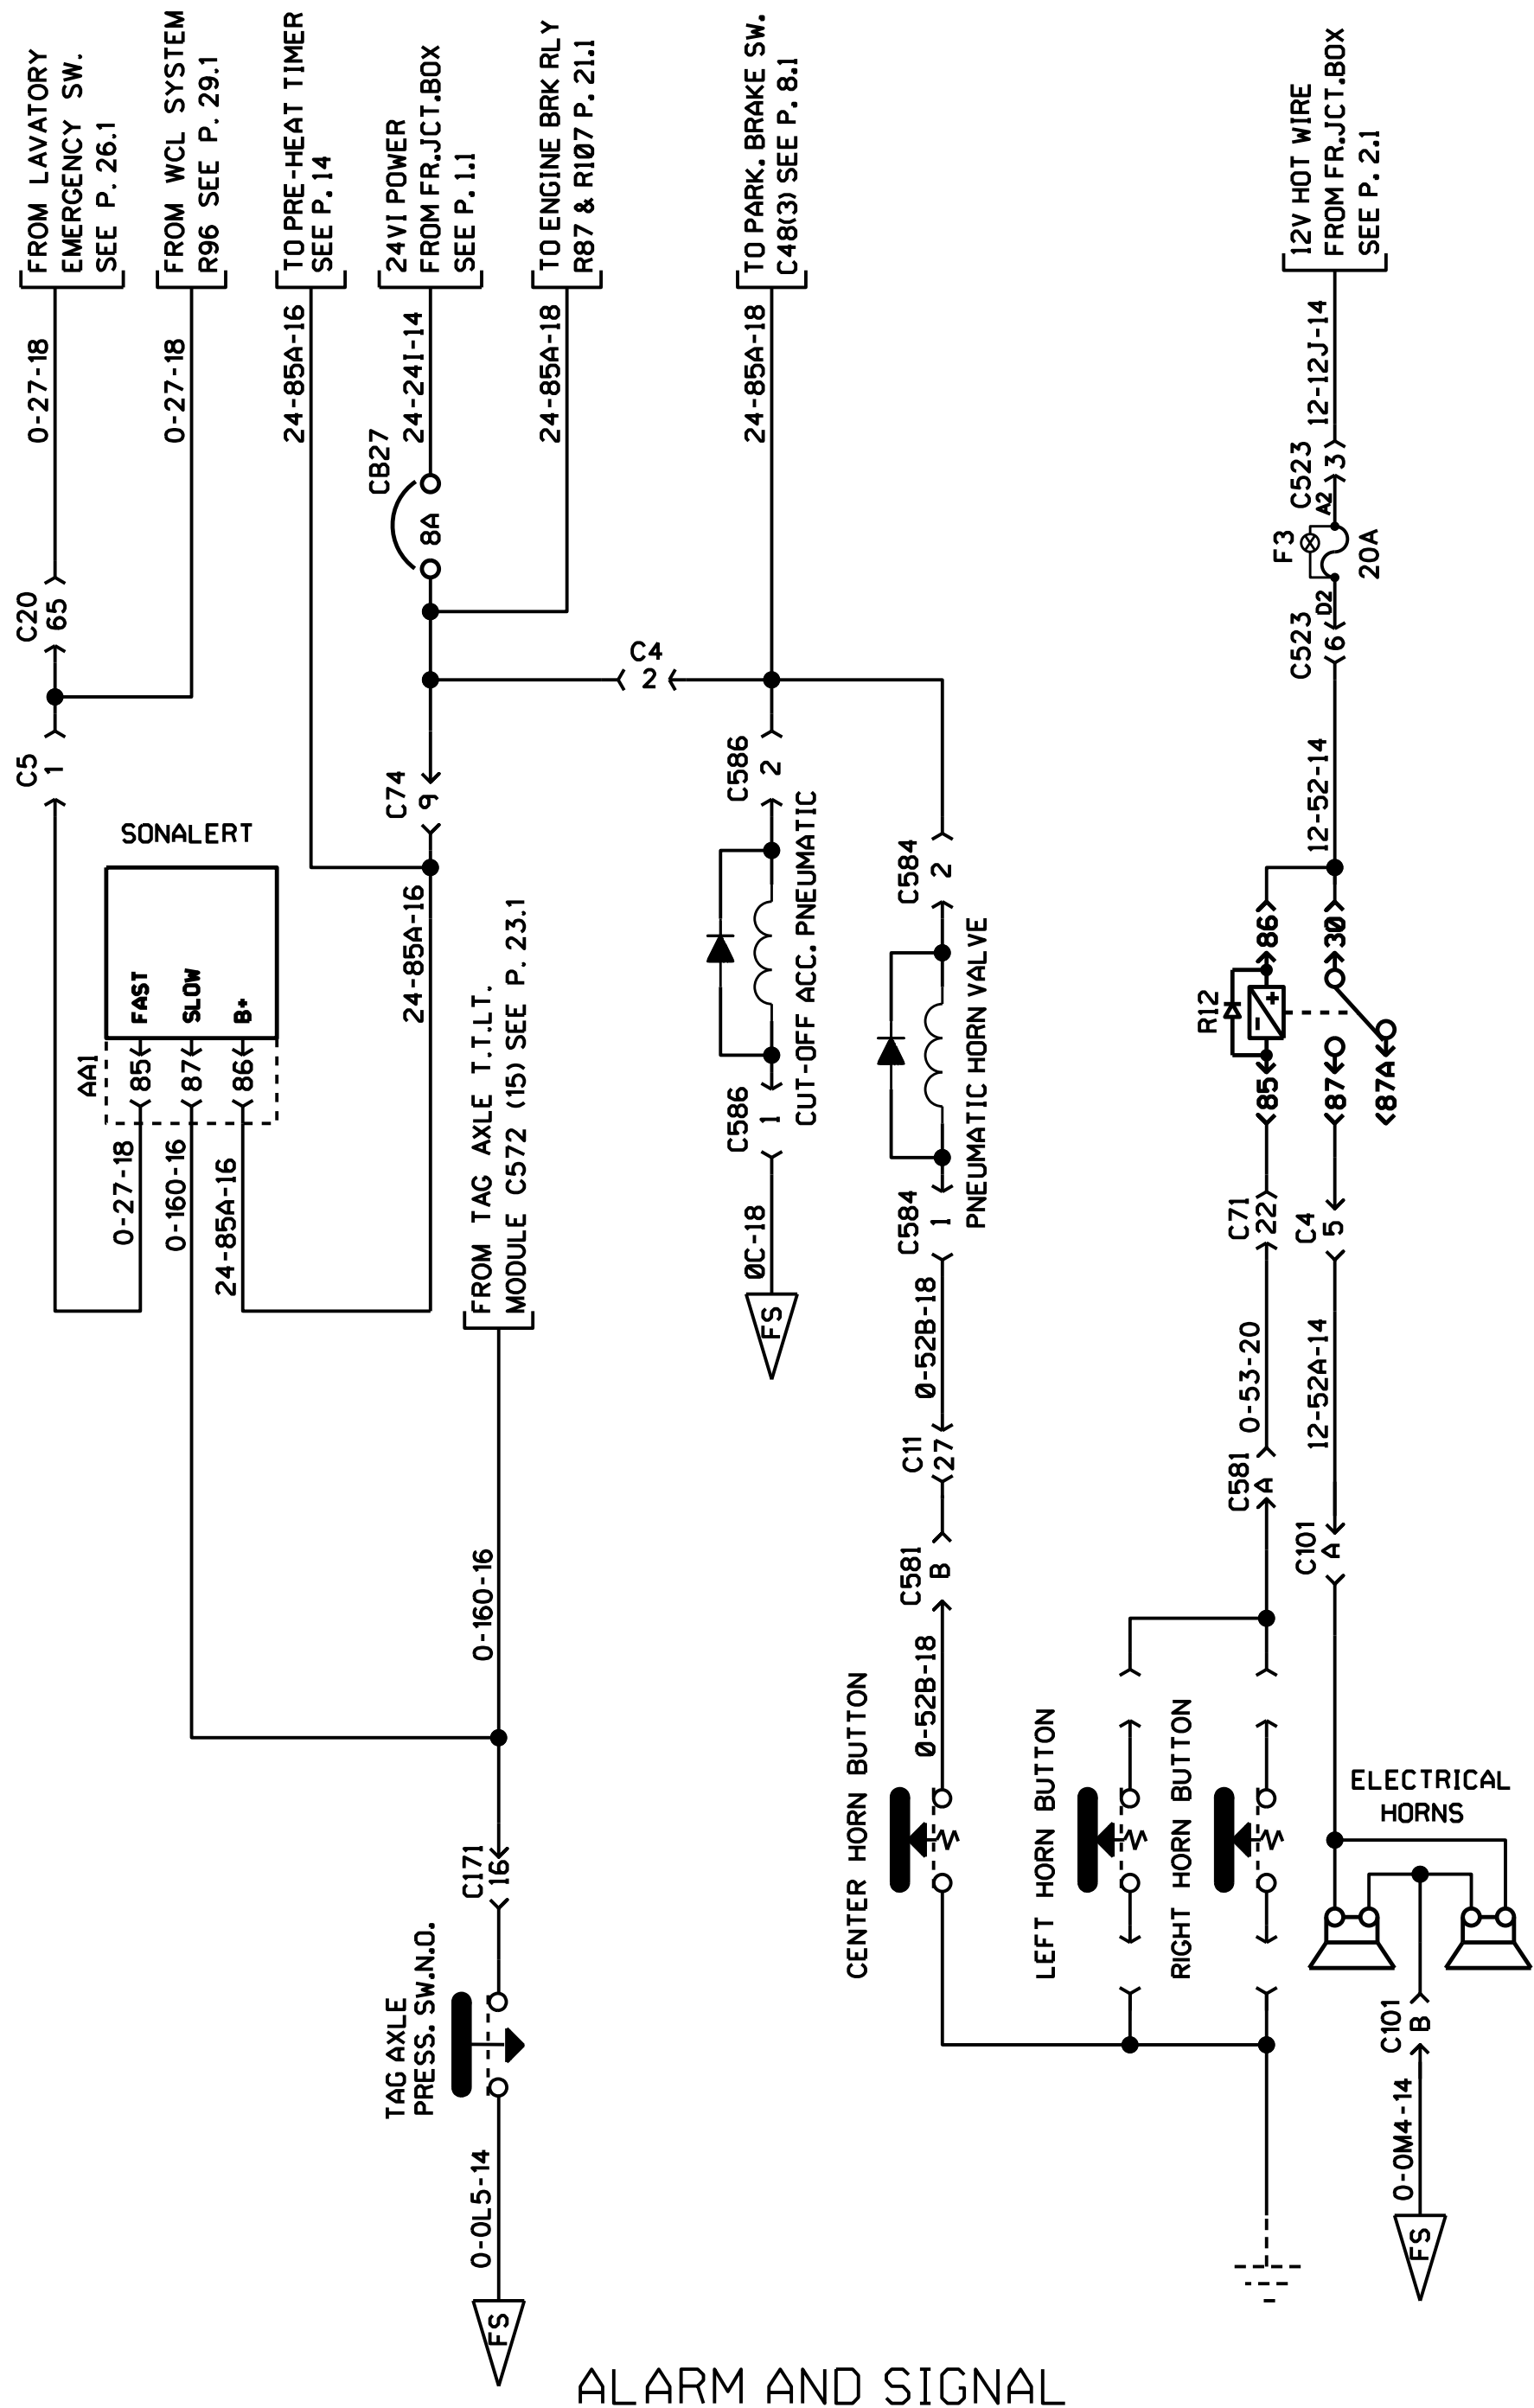 FROM LAVATORY
EMERGENCY SW.
SEE P. 26.1
FROM WCL SYSTEM
R96 SEE P. 29.1
TO PRE-HEAT TIMER
SEE P. 14
24VI POWER
FROM FR.JCT.BOX
SEE P. 1.1
TO ENGINE BRK RLY
R87 & R107 P. 21.1
TO PARK. BRAKE SW.
C48(3) SEE P. 8.1
12V HOT WIRE
FROM FR.JCT.BOX
SEE P. 2.1
0-27-18
0-27-18
24-85A-16
24-24I-14
24-85A-18
24-85A-18
12-12J-14
CB27
8A
C523
3
A2
F3
20A
D2
C523
6
C20
65
C4
2
C5
1
C74
9
C586
2
12-52-14
SONALERT
FAST
SLOW
B+
AA1
85
87
86
24-85A-16
CUT-OFF ACC. PNEUMATIC
C584
2
PNEUMATIC HORN VALVE
86
30
R12
85
87
87A
0-27-18
0-160-16
24-85A-16
FROM TAG AXLE T.T.LT.
MODULE C572 (15) SEE P. 23.1
C586
1
0C-18
FS
C584
1
0-52B-18
C71
22
C4
5
0-53-20
12-52A-14
C11
27
C581
A
C581
B
C101
A
0-160-16
0-52B-18
CENTER HORN BUTTON
LEFT HORN BUTTON
RIGHT HORN BUTTON
ELECTRICAL
HORNS
C171
16
TAG AXLE
PRESS. SW.N.O.
C101
B
0-0L5-14
0-0M4-14
FS
FS
ALARM AND SIGNAL